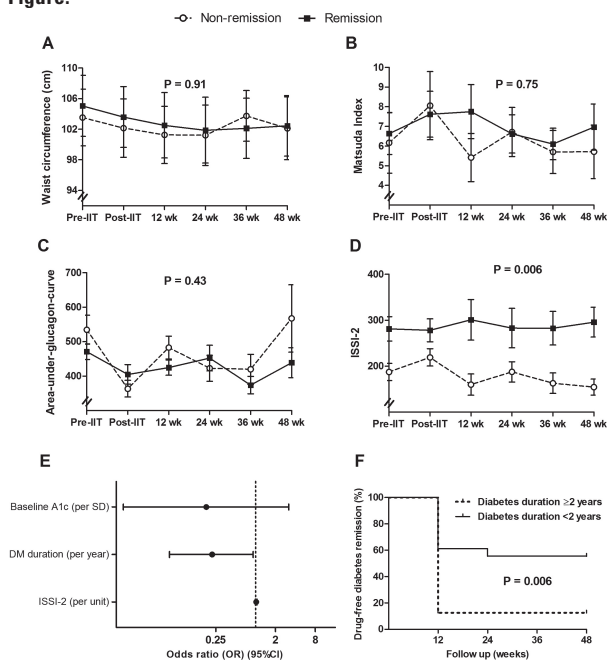 Figure.
Non-remission Remission
A
P = 0.91
Waist circumference (cm)
110
106
102
98
94
Pre-IIT Post-IIT 12 wk 24 wk 36 wk 48 wk
B
P = 0.75
Matsuda Index
10
9
8
7
6
5
4
Pre-IIT Post-IIT 12 wk 24 wk 36 wk 48 wk
C
P = 0.43
Area-under-glucagon-curve
700
600
500
400
Pre-IIT Post-IIT 12 wk 24 wk 36 wk 48 wk
D
P = 0.006
ISSI-2
400
300
200
Pre-IIT Post-IIT 12 wk 24 wk 36 wk 48 wk
E
Baseline A1c (per SD)
DM duration (per year)
ISSI-2 (per unit)
0.25 2 8
Odds ratio (OR) (95%CI)
F
Diabetes duration ≥2 years
Diabetes duration <2 years
Drug-free diabetes remission (%)
100
80
60
40
20
0
P = 0.006
12 24 36 48
Follow up (weeks)